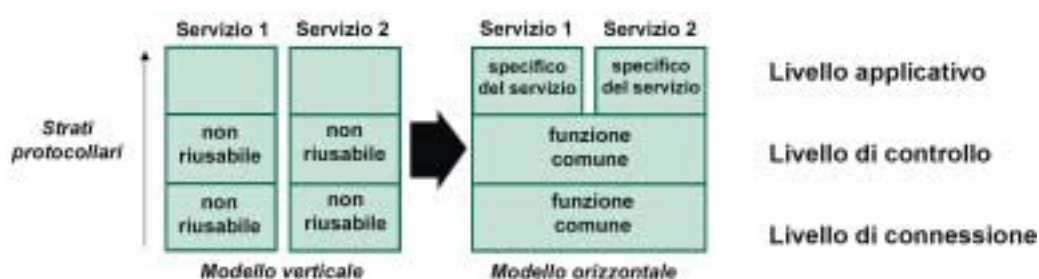 Servizio 1
Servizio 2
Servizio 1
Servizio 2
specifico
del servizio
specifico
del servizio
Livello applicativo
Strati
protocollari
non
riusabile
non
riusabile
funzione
comune
Livello di controllo
non
riusabile
non
riusabile
funzione
comune
Livello di connessione
Modello verticale
Modello orizzontale